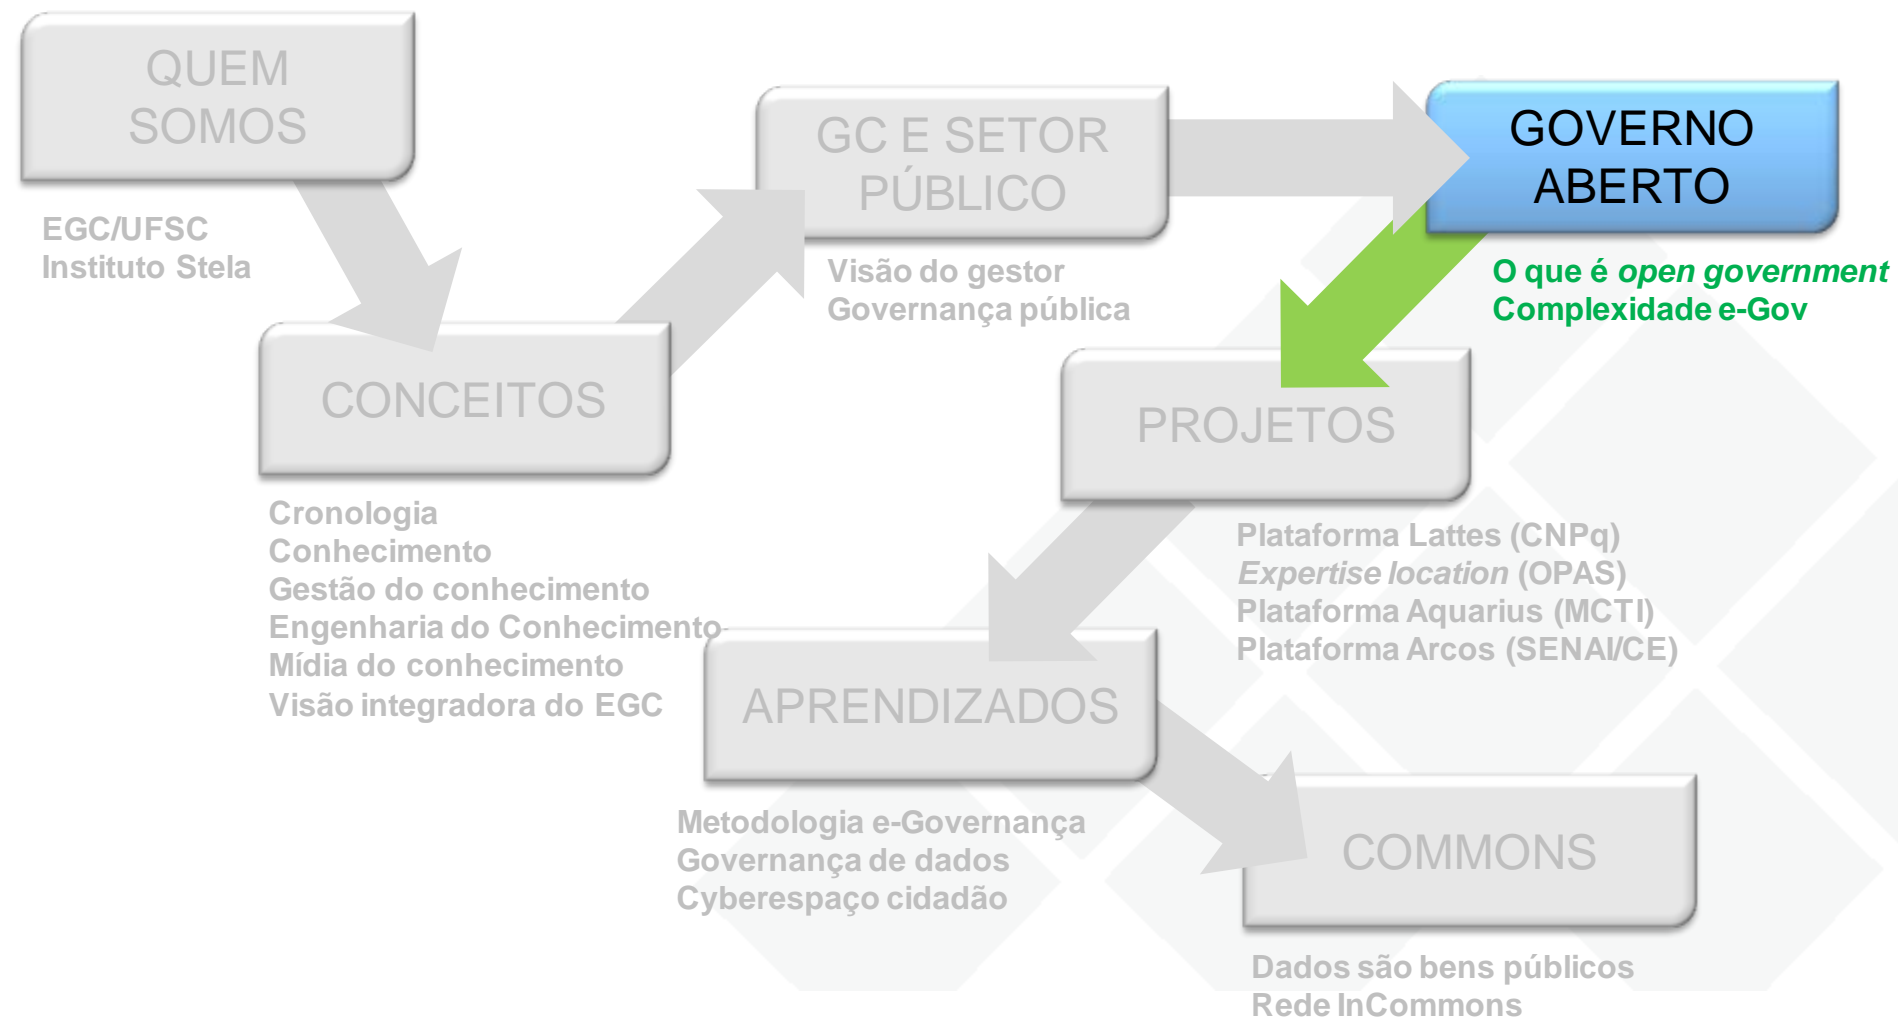 QUEM
SOMOS
EGC/UFSC
Instituto Stela
CONCEITOS
Cronologia
Conhecimento
Gestão do conhecimento
Engenharia do Conhecimento
Mídia do conhecimento
Visão integradora do EGC
GC E SETOR
PÚBLICO
Visão do gestor
Governança pública
GOVERNO
ABERTO
O que é open government
Complexidade e-Gov
PROJETOS
Plataforma Lattes (CNPq)
Expertise location (OPAS)
Plataforma Aquarius (MCTI)
Plataforma Arcos (SENAI/CE)
APRENDIZADOS
Metodologia e-Governança
Governança de dados
Cyberespaço cidadão
COMMONS
Dados são bens públicos
Rede InCommons